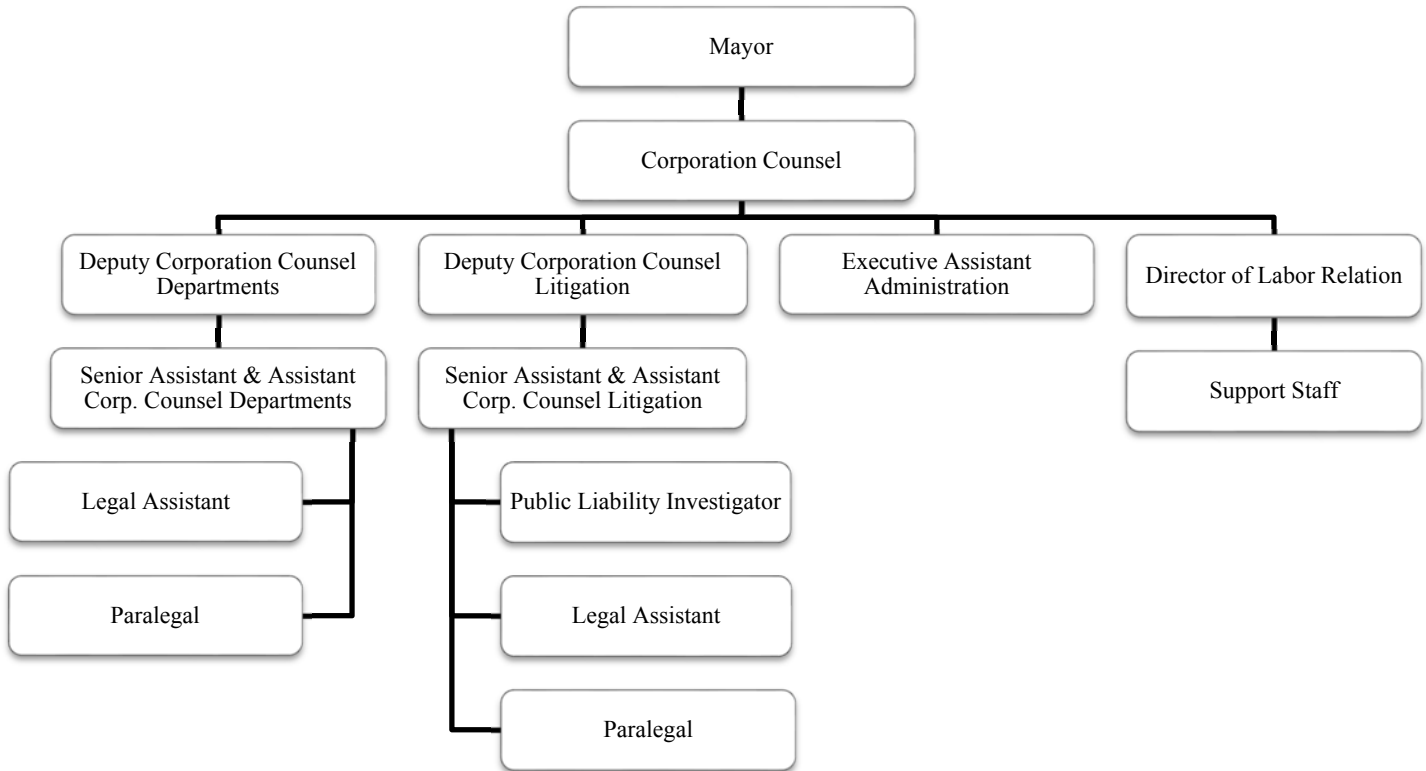 Mayor
Corporation Counsel
Deputy Corporation Counsel
Departments
Deputy Corporation Counsel
Litigation
Executive Assistant
Administration
Director of Labor Relation
Senior Assistant & Assistant
Corp. Counsel Departments
Senior Assistant & Assistant
Corp. Counsel Litigation
Support Staff
Legal Assistant
Public Liability Investigator
Paralegal
Legal Assistant
Paralegal